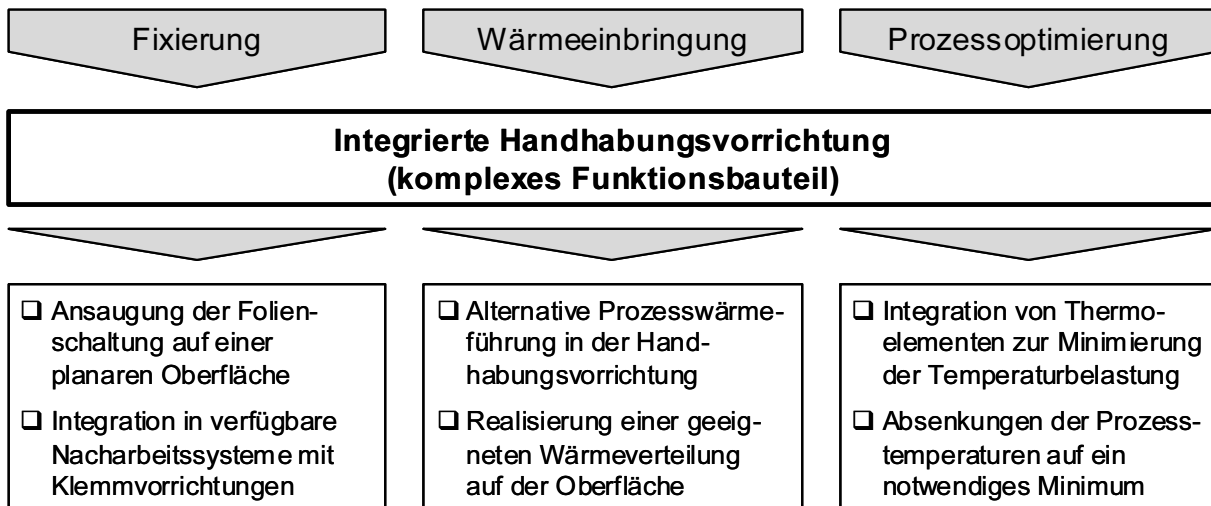 Fixierung
Wärmeeinbringung
Prozessoptimierung
Integrierte Handhabungsvorrichtung
(komplexes Funktionsbauteil)
❑ Ansaugung der Folien-
schaltung auf einer
planaren Oberfläche
❑ Integration in verfügbare
Nacharbeitssysteme mit
Klemmvorrichtungen
❑ Alternative Prozesswärme-
führung in der Hand-
habungsvorrichtung
❑ Realisierung einer geeig-
neten Wärmeverteilung
auf der Oberfläche
❑ Integration von Thermo-
elementen zur Minimierung
der Temperaturbelastung
❑ Absenkungen der Prozess-
temperaturen auf ein
notwendiges Minimum